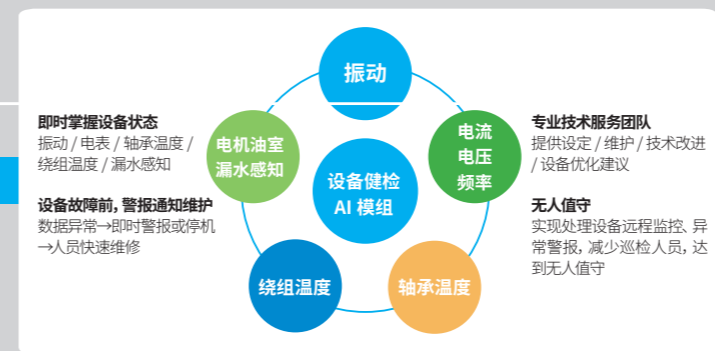 振动
即时掌握设备状态
振动 / 电表 / 轴承温度 /
绕组温度 / 漏水感知
设备故障前，警报通知维护
数据异常→即时警报或停机
→人员快速维修
电机油室
漏水感知
设备健检
AI 模组
电流
电压
频率
绕组温度
轴承温度
专业技术服务团队
提供设定 / 维护 / 技术改进
/ 设备优化建议
无人值守
实现处理设备远程监控、异
常警报，减少巡检人员，达
到无人值守